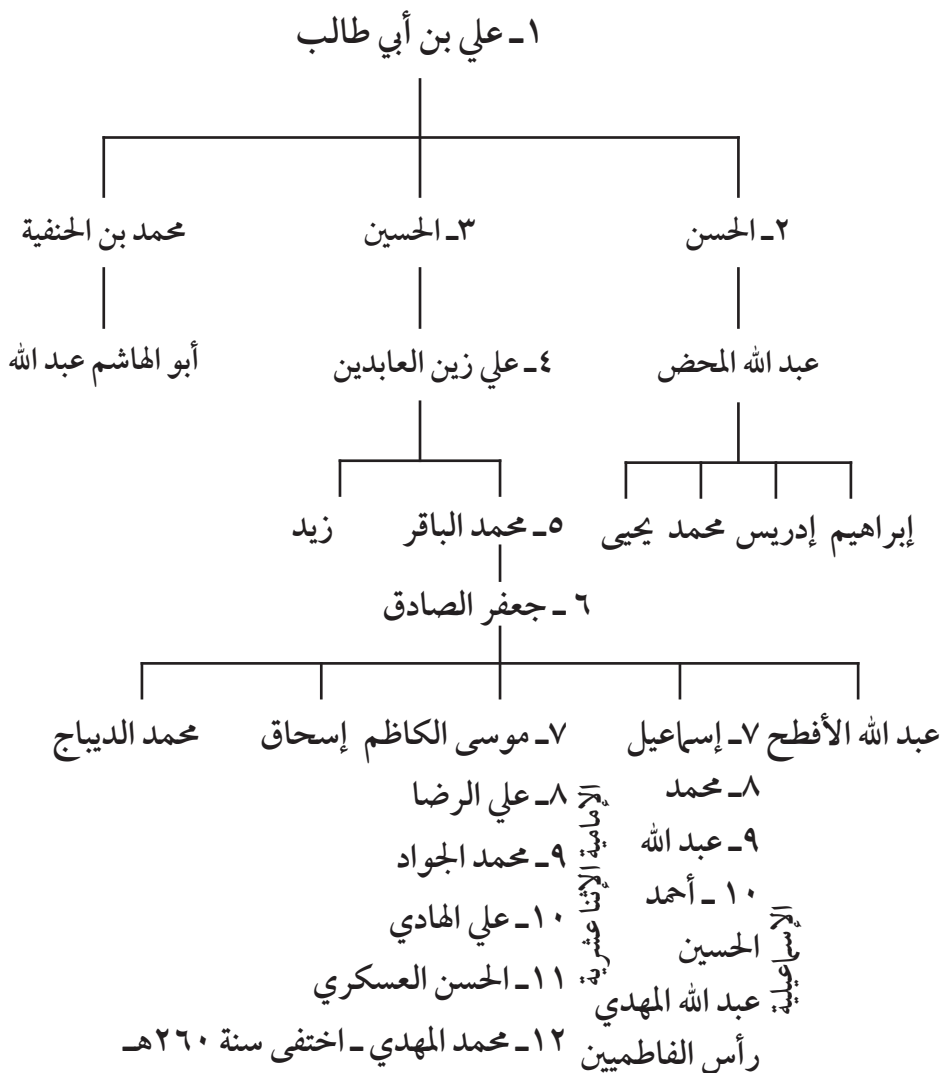 ١ـ علي بن أبي طالب
٢ـ الحسن ٣ـ الحسين محمد بن الحنفية
عبد الله المحض ٤ـ علي زين العابدين أبو الهاشم عبد الله
إبراهيم إدريس محمد يحيى ٥ـ محمد الباقر زيد
٦ ـ جعفر الصادق
عبد الله الأفطح ٧ـ إسماعيل ٧ـ موسى الكاظم إسحاق محمد الديباج
٨ـ محمد
٩ـ عبد الله
١٠ ـ أحمد
الحسين
عبد الله المهدي
رأس الفاطميين
الإسماعيلية
٨ـ علي الرضا
٩ـ محمد الجواد
١٠ـ علي الهادي
١١ـ الحسن العسكري
١٢ـ محمد المهدي ـ اختفى سنة ٢٦٠هـ
الإمامية الإثنا عشرية